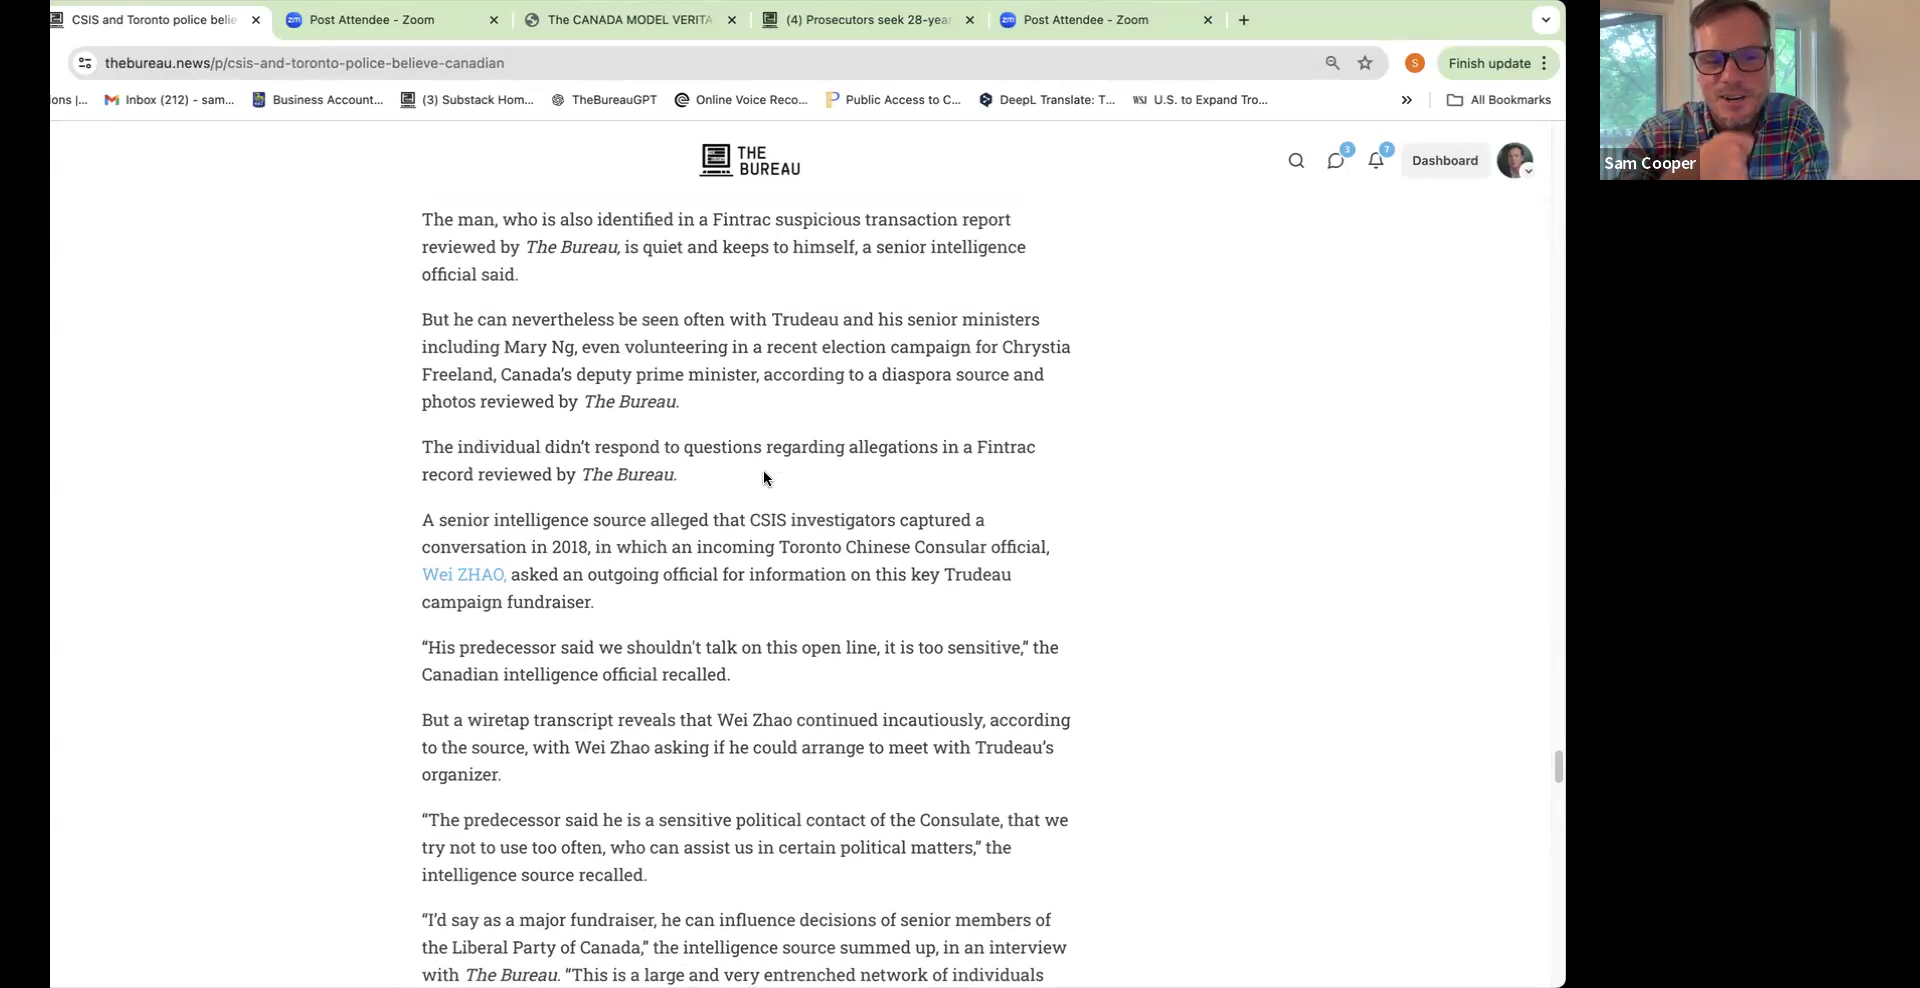 CSIS and Toronto police belie
Post Attendee - Zoom
The CANADA MODEL VERITA
(4) Prosecutors seek 28-year
Post Attendee - Zoom
thebureau.news/p/csis-and-toronto-police-believe-canadian
S
Finish update
ions |...
Inbox (212) - sam...
Business Account...
(3) Substack Hom...
TheBureauGPT
Online Voice Reco...
Public Access to C...
DeepL Translate: T...
WSJ
U.S. to Expand Tro...
All Bookmarks
THE
BUREAU
3
7
Dashboard
Sam Cooper
The man, who is also identified in a Fintrac suspicious transaction report
reviewed by The Bureau, is quiet and keeps to himself, a senior intelligence
official said.
But he can nevertheless be seen often with Trudeau and his senior ministers
including Mary Ng, even volunteering in a recent election campaign for Chrystia
Freeland, Canada’s deputy prime minister, according to a diaspora source and
photos reviewed by The Bureau.
The individual didn’t respond to questions regarding allegations in a Fintrac
record reviewed by The Bureau.
A senior intelligence source alleged that CSIS investigators captured a
conversation in 2018, in which an incoming Toronto Chinese Consular official,
Wei ZHAO, asked an outgoing official for information on this key Trudeau
campaign fundraiser.
“His predecessor said we shouldn't talk on this open line, it is too sensitive,” the
Canadian intelligence official recalled.
But a wiretap transcript reveals that Wei Zhao continued incautiously, according
to the source, with Wei Zhao asking if he could arrange to meet with Trudeau’s
organizer.
“The predecessor said he is a sensitive political contact of the Consulate, that we
try not to use too often, who can assist us in certain political matters,” the
intelligence source recalled.
“I’d say as a major fundraiser, he can influence decisions of senior members of
the Liberal Party of Canada,” the intelligence source summed up, in an interview
with The Bureau. “This is a large and very entrenched network of individuals